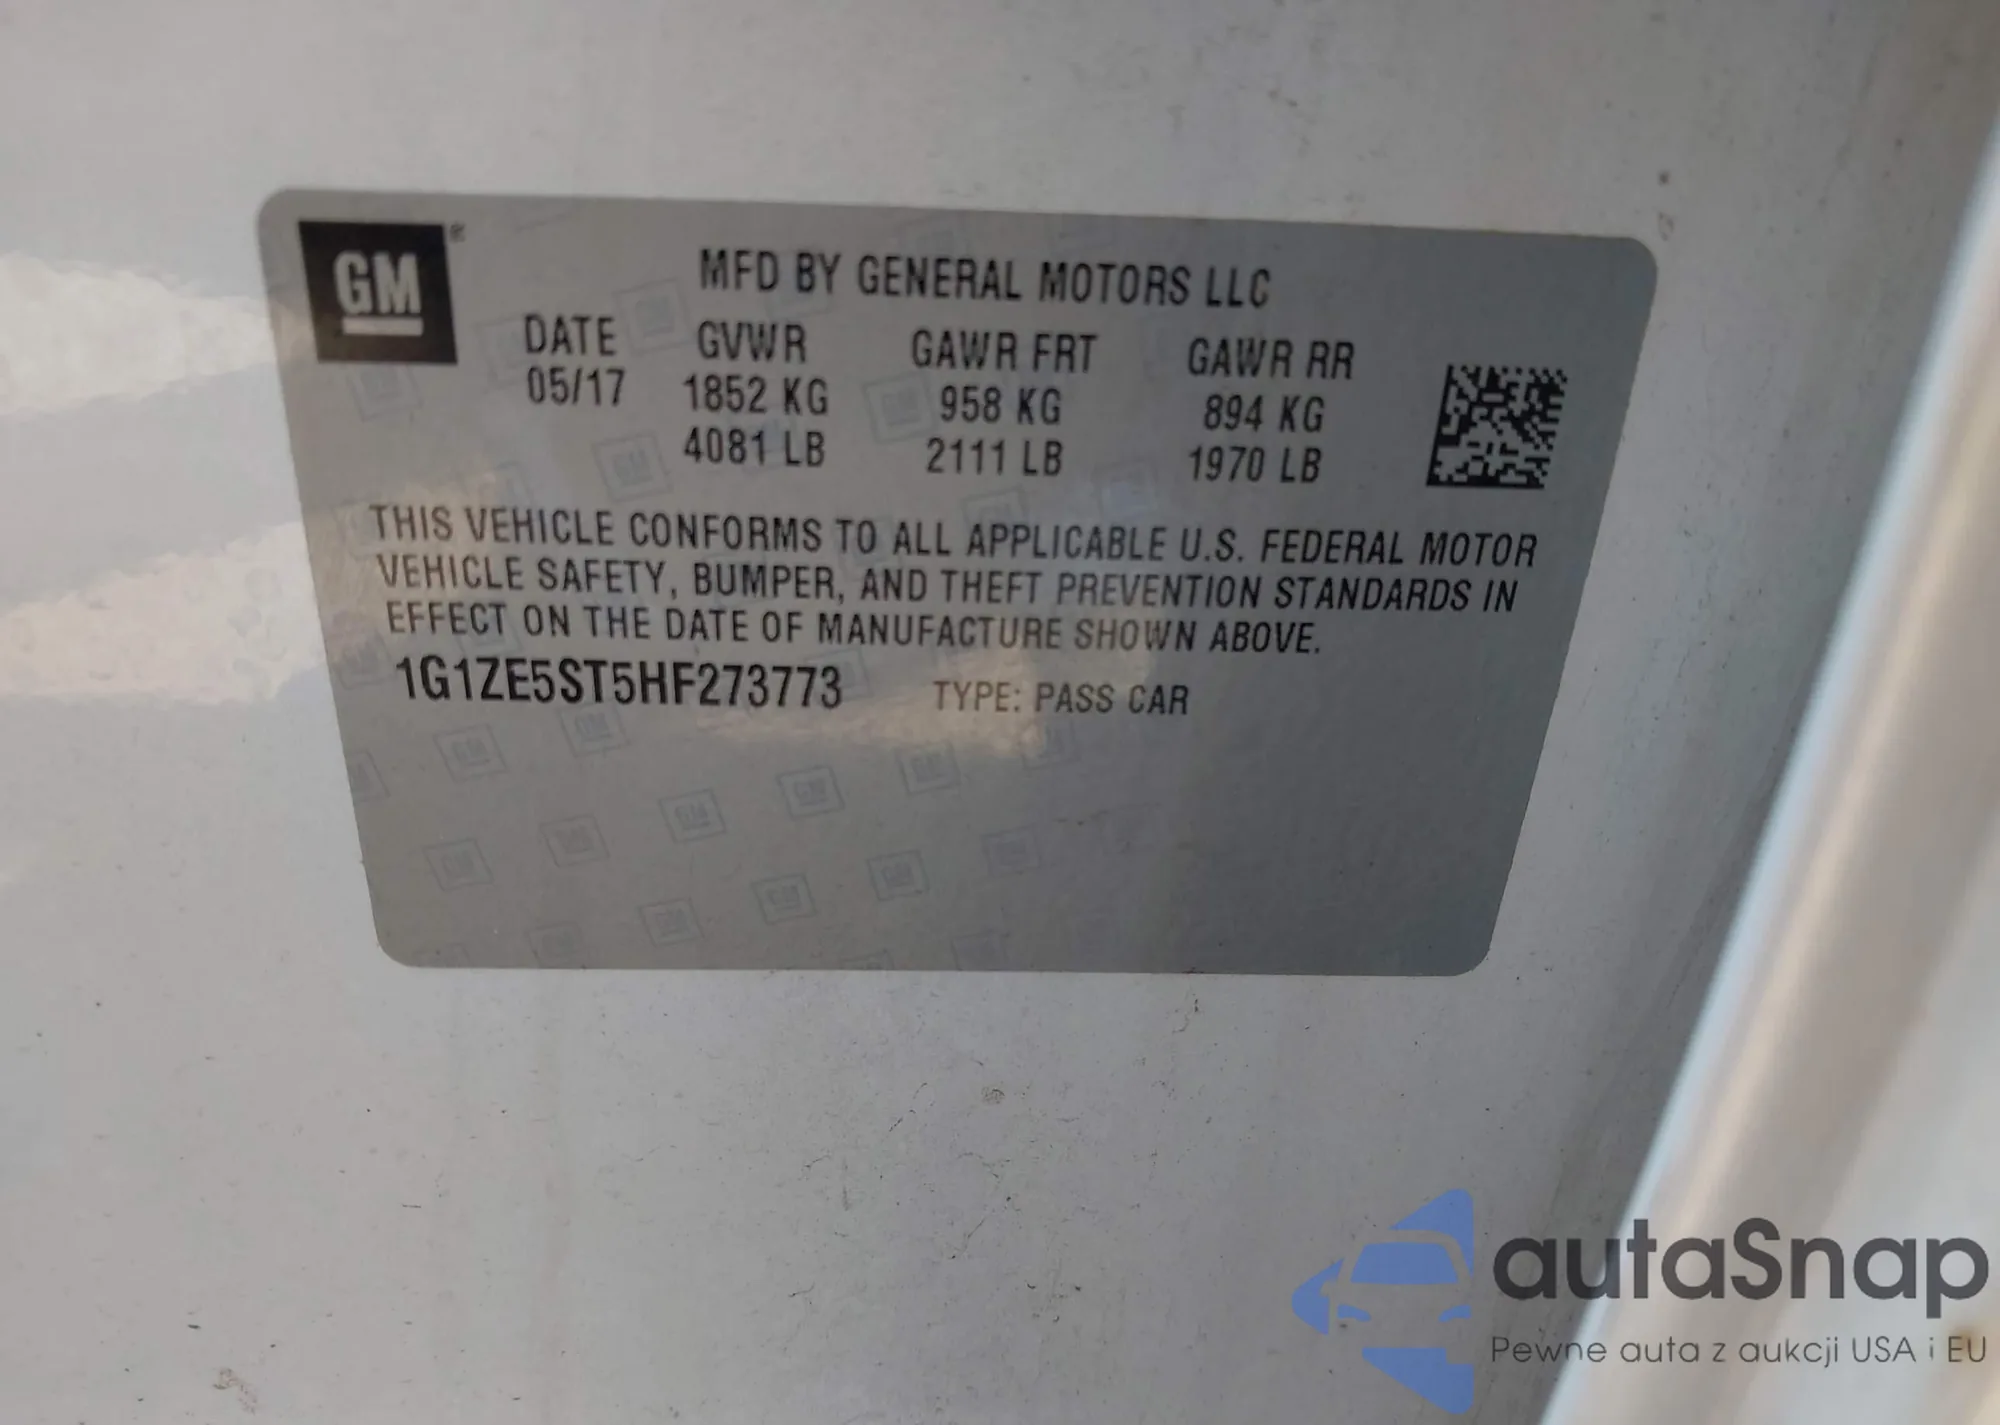 GM®
MFD BY GENERAL MOTORS LLC
DATE GVWR GAWR FRT GAWR RR
05/17 1852 KG 958 KG 894 KG
4081 LB 2111 LB 1970 LB
THIS VEHICLE CONFORMS TO ALL APPLICABLE U.S. FEDERAL MOTOR
VEHICLE SAFETY, BUMPER, AND THEFT PREVENTION STANDARDS IN
EFFECT ON THE DATE OF MANUFACTURE SHOWN ABOVE.
1G1ZE5ST5HF273773 TYPE: PASS CAR
autaSnap
Pewne auta z aukcji USA i EU